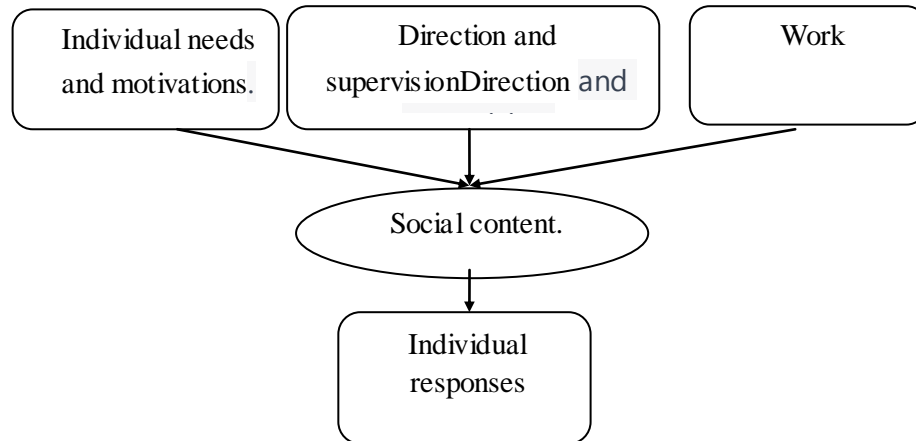 Individual needs
and motivations.
Direction and
supervisionDirection and
Work
Social content.
Individual
responses